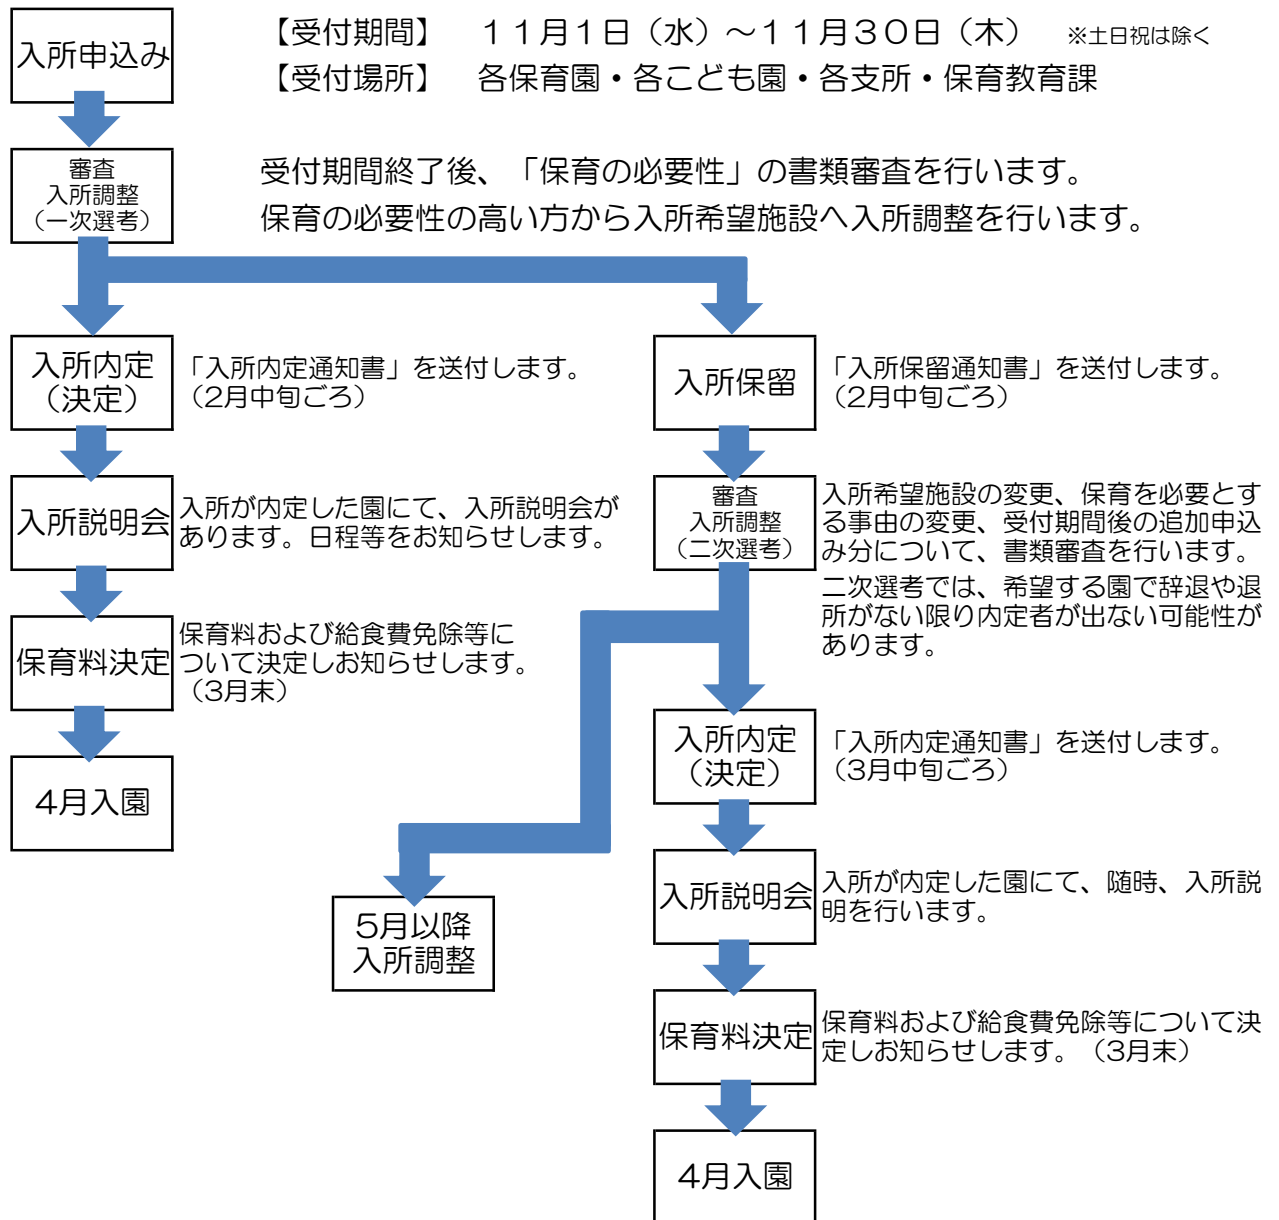 入所申込み
【受付期間】 １１月１日（水）～１１月３０日（木） ※土日祝は除く
【受付場所】 各保育園・各こども園・各支所・保育教育課
審査
入所調整
（一次選考）
受付期間終了後、「保育の必要性」の書類審査を行います。
保育の必要性の高い方から入所希望施設へ入所調整を行います。
入所内定
（決定）
「入所内定通知書」を送付します。
（2月中旬ごろ）
入所説明会
入所が内定した園にて、入所説明会が
あります。日程等をお知らせします。
保育料決定
保育料および給食費免除等に
ついて決定しお知らせします。
（3月末）
4月入園
入所保留
「入所保留通知書」を送付します。
（2月中旬ごろ）
審査
入所調整
（二次選考）
入所希望施設の変更、保育を必要とす
る事由の変更、受付期間後の追加申込
み分について、書類審査を行います。
二次選考では、希望する園で辞退や退
所がない限り内定者が出ない可能性が
あります。
5月以降
入所調整
入所内定
（決定）
「入所内定通知書」を送付します。
（3月中旬ごろ）
入所説明会
入所が内定した園にて、随時、入所説
明を行います。
保育料決定
保育料および給食費免除等について決
定しお知らせします。（3月末）
4月入園